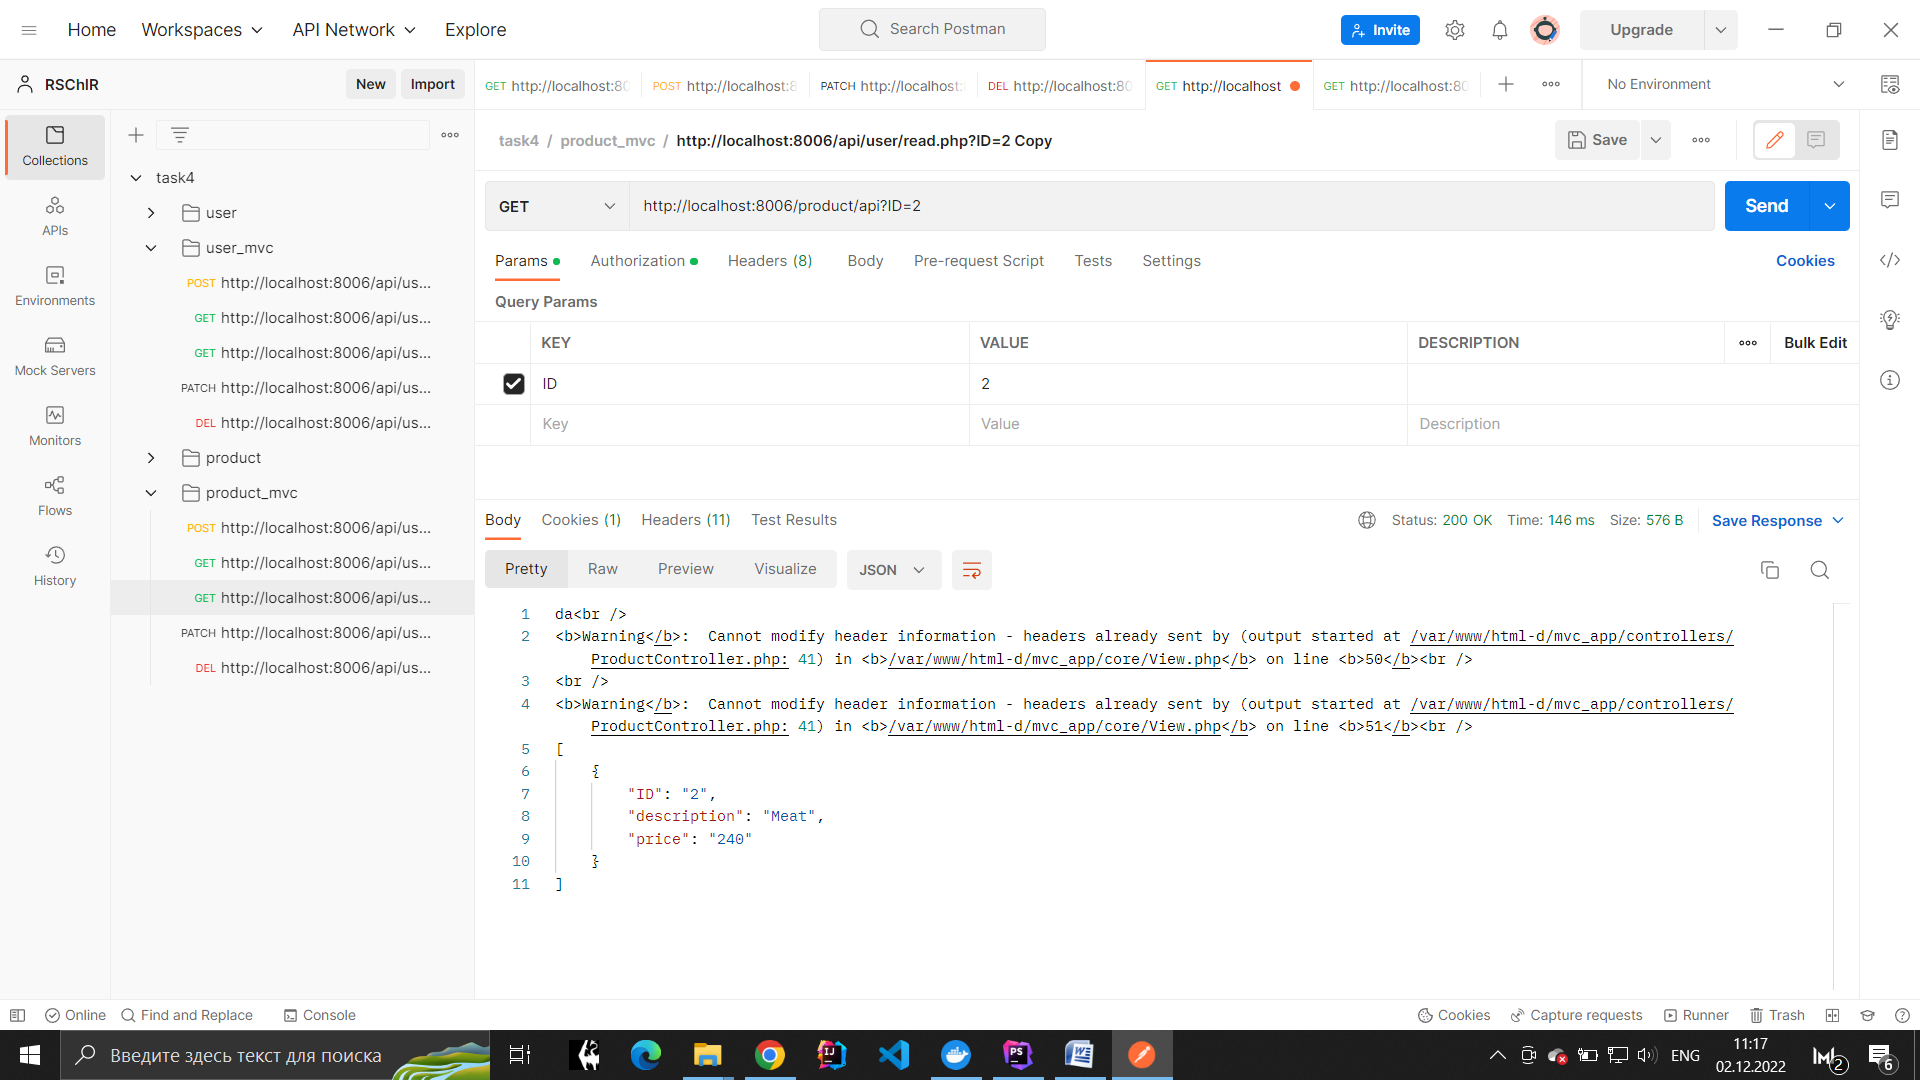 Home Workspaces API Network Explore Search Postman Invite Upgrade
RSChIR New Import
GET http://localhost:80 POST http://localhost:8 PATCH http://localhost: DEL http://localhost:80 GET http://localhost GET http://localhost:80 No Environment
task4 / product_mvc / http://localhost:8006/api/user/read.php?ID=2 Copy Save
GET http://localhost:8006/product/api?ID=2 Send
Params Authorization Headers (8) Body Pre-request Script Tests Settings Cookies
Query Params
KEY VALUE DESCRIPTION Bulk Edit
ID 2
Key Value Description
Collections
APIs
Environments
Mock Servers
Monitors
Flows
History
task4
user
user_mvc
POST http://localhost:8006/api/us...
GET http://localhost:8006/api/us...
GET http://localhost:8006/api/us...
PATCH http://localhost:8006/api/us...
DEL http://localhost:8006/api/us...
product
product_mvc
POST http://localhost:8006/api/us...
GET http://localhost:8006/api/us...
GET http://localhost:8006/api/us...
PATCH http://localhost:8006/api/us...
DEL http://localhost:8006/api/us...
Body Cookies (1) Headers (11) Test Results Status: 200 OK Time: 146 ms Size: 576 B Save Response
Pretty Raw Preview Visualize JSON
1 da<br />
2 <b>Warning</b>: Cannot modify header information - headers already sent by (output started at /var/www/html-d/mvc_app/controllers/
ProductController.php: 41) in <b>/var/www/html-d/mvc_app/core/View.php</b> on line <b>50</b><br />
3 <br />
4 <b>Warning</b>: Cannot modify header information - headers already sent by (output started at /var/www/html-d/mvc_app/controllers/
ProductController.php: 41) in <b>/var/www/html-d/mvc_app/core/View.php</b> on line <b>51</b><br />
5 [
6 {
7 "ID": "2",
8 "description": "Meat",
9 "price": "240"
10 }
11 ]
Online Find and Replace Console Cookies Capture requests Runner Trash
Введите здесь текст для поиска ENG 11:17
02.12.2022
2
6